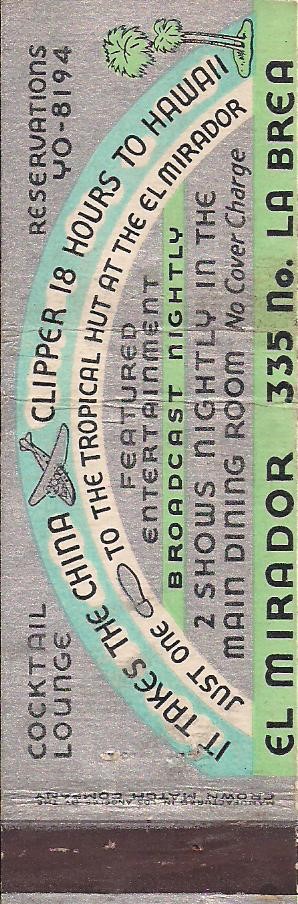 COCKTAIL
LOUNGE
RESERVATIONS
YO-8194
IT TAKES THE CHINA CLIPPER 18 HOURS TO HAWAII
JUST ONE TO THE TROPICAL HUT AT THE EL MIRADOR
FEATURED
ENTERTAINMENT
BROADCAST NIGHTLY
2 SHOWS NIGHTLY IN THE
MAIN DINING ROOM No Cover Charge
EL MIRADOR 335 No. LA BREA
CROWN MATCH COMPANY